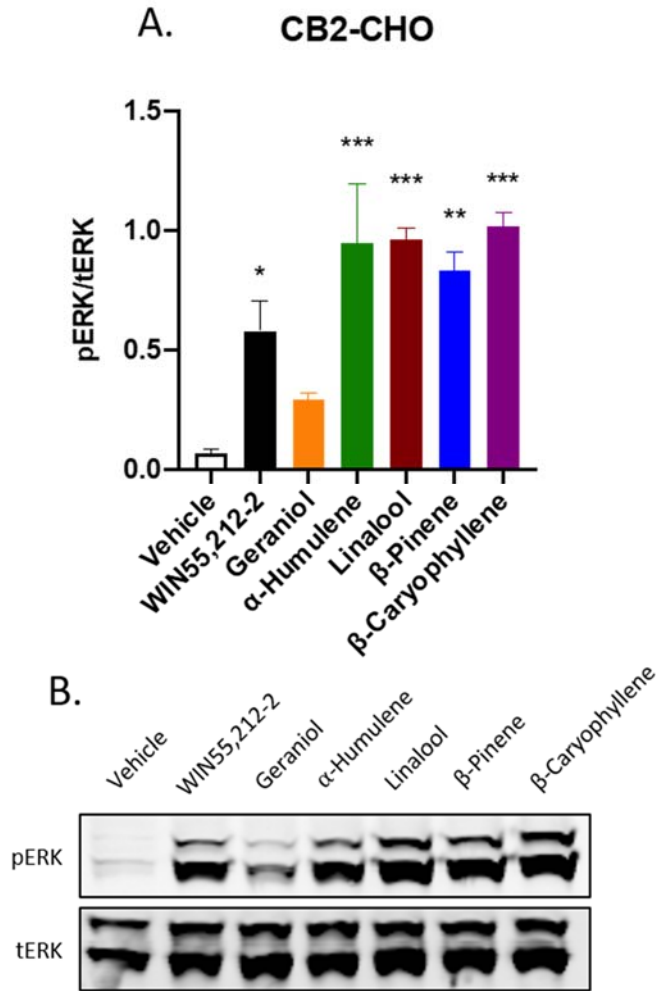 A.
CB2-CHO
pERK/tERK
1.5
1.0
0.5
0.0
*
***
***
**
***
Vehicle
WIN55,212-2
Geraniol
α-Humulene
Linalool
β-Pinene
β-Caryophyllene
B.
Vehicle
WIN55,212-2
Geraniol
α-Humulene
Linalool
β-Pinene
β-Caryophyllene
pERK
tERK